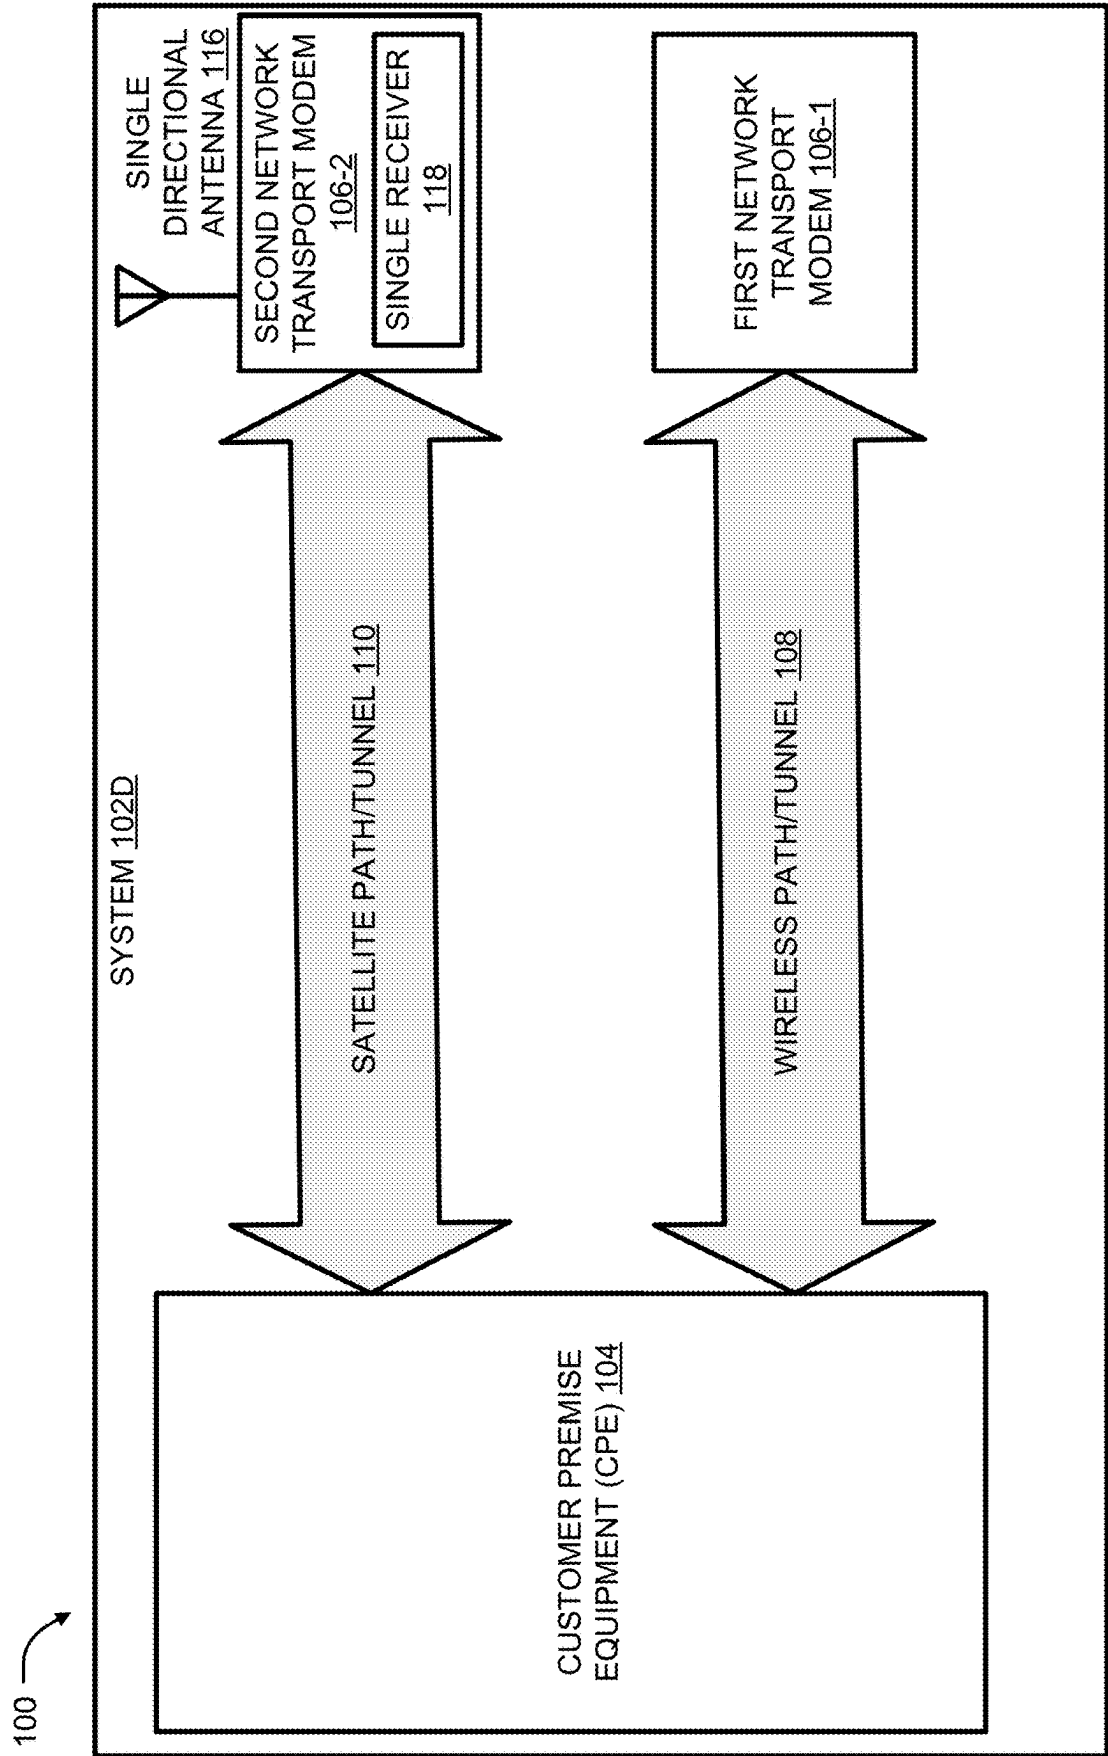 100
SYSTEM 102D
SINGLE
DIRECTIONAL
ANTENNA 116
SECOND NETWORK
TRANSPORT MODEM
106-2
SINGLE RECEIVER
118
SATELLITE PATH/TUNNEL 110
CUSTOMER PREMISE
EQUIPMENT (CPE) 104
WIRELESS PATH/TUNNEL 108
FIRST NETWORK
TRANSPORT
MODEM 106-1